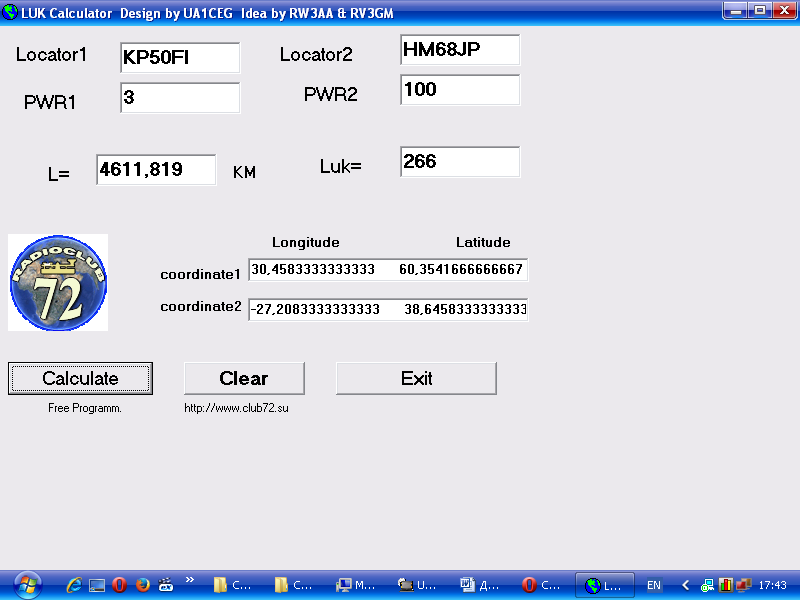 LUK Calculator  Design by UA1CEG  Idea by RW3AA & RV3GM
Locator1 KP50FI Locator2 HM68JP
PWR1 3 PWR2 100
L= 4611,819 KM Luk= 266
Longitude Latitude
coordinate1 30,4583333333333 60,3541666666667
coordinate2 -27,2083333333333 38,6458333333333
RADIOCLUB
72
Calculate Clear Exit
Free Programm. http://www.club72.su
» C... C... M... U... Д... C... L... EN 17:43